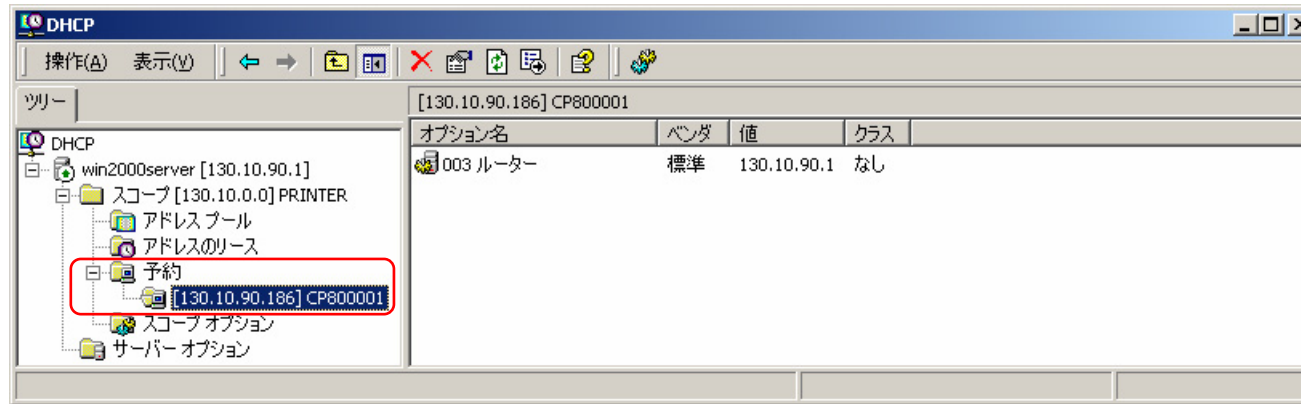 DHCP
操作(A) 表示(V)
ツリー
[130.10.90.186] CP800001
オプション名 ベンダ 値 クラス
003 ルーター 標準 130.10.90.1 なし
DHCP
win2000server [130.10.90.1]
スコープ [130.10.0.0] PRINTER
アドレス プール
アドレスのリース
予約
[130.10.90.186] CP800001
スコープ オプション
サーバー オプション